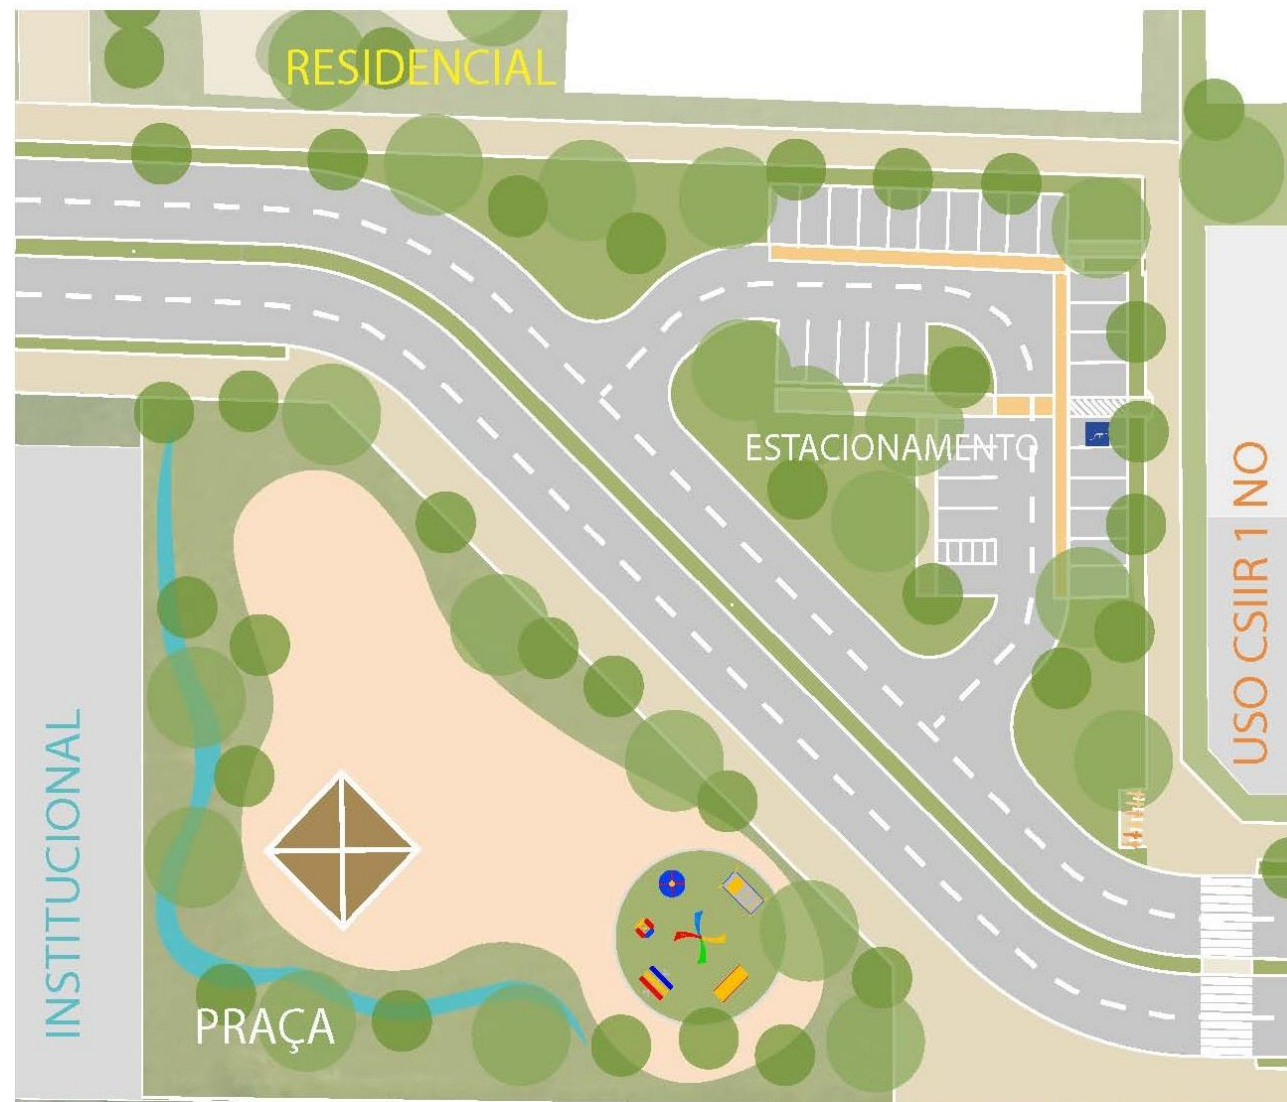 RESIDENCIAL
ESTACIONAMENTO
USO CSIIR 1 NO
INSTITUCIONAL
PRAÇA